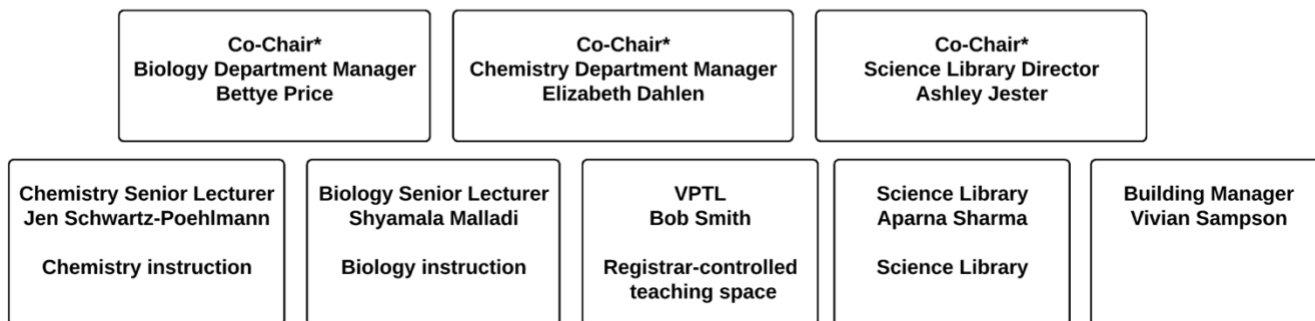 Co-Chair*
Biology Department Manager
Bettye Price
Co-Chair*
Chemistry Department Manager
Elizabeth Dahlen
Co-Chair*
Science Library Director
Ashley Jester
Chemistry Senior Lecturer
Jen Schwartz-Poehlmann
Chemistry instruction
Biology Senior Lecturer
Shyamala Malladi
Biology instruction
VPTL
Bob Smith
Registrar-controlled
teaching space
Science Library
Aparna Sharma
Science Library
Building Manager
Vivian Sampson